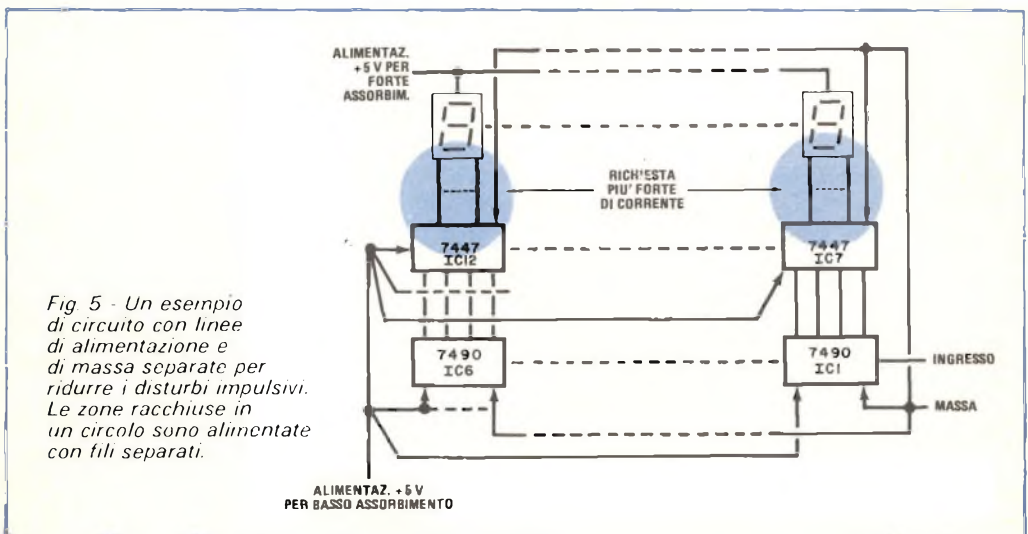 ALIMENTAZ.
+5 V PER
FORTE
ASSORBIM.
RICHIESTA
PIU' FORTE
DI CORRENTE
7447
IC12
7447
IC7
Fig. 5 - Un esempio
di circuito con linee
di alimentazione e
di massa separate per
ridurre i disturbi impulsivi.
Le zone racchiuse in
un circolo sono alimentate
con fili separati.
7490
IC6
7490
IC1
INGRESSO
MASSA
ALIMENTAZ. +5 V
PER BASSO ASSORBIMENTO